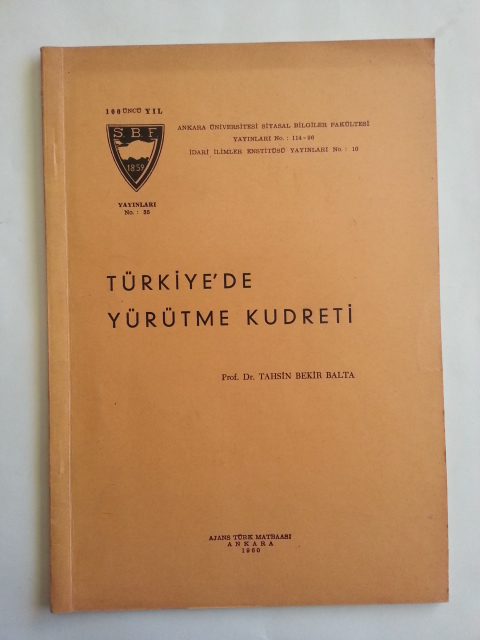 100 ÜNCÜ YIL
S.B.F
1859
YAYINLARI
No. : 35
ANKARA ÜNİVERSİTESİ SİYASAL BİLGİLER FAKÜLTESİ
YAYINLARI No. : 114-96
İDARİ İLİMLER ENSTİTÜSÜ YAYINLARI No. : 10
TÜRKİYE'DE
YÜRÜTME KUDRETİ
Prof. Dr. TAHSİN BEKİR BALTA
AJANS TÜRK MATBAASI
ANKARA
1960